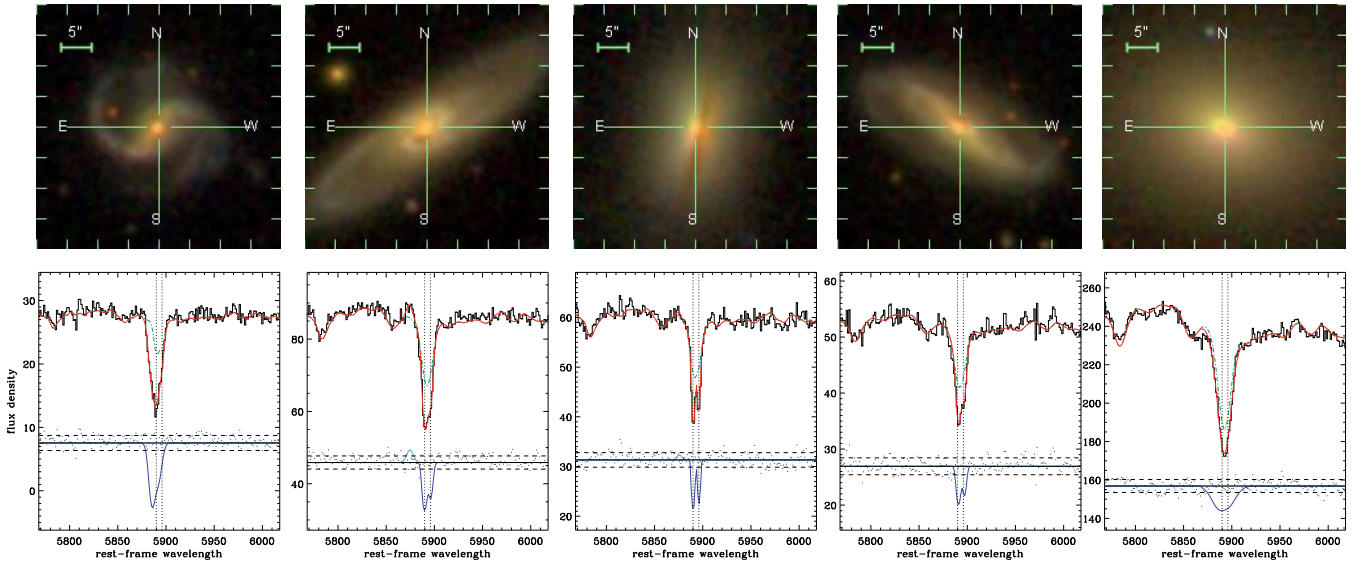 5" N 5" N 5" N 5" N 5" N
E W E W E W E W E W
S S S S S
30 20 10 0
80 60 40
60 50 40 30 20
60 50 40 30 20
260 240 220 200 180 160 140
flux density
5800 5850 5900 5950 6000 5800 5850 5900 5950 6000 5800 5850 5900 5950 6000 5800 5850 5900 5950 6000 5800 5850 5900 5950 6000
rest-frame wavelength rest-frame wavelength rest-frame wavelength rest-frame wavelength rest-frame wavelength